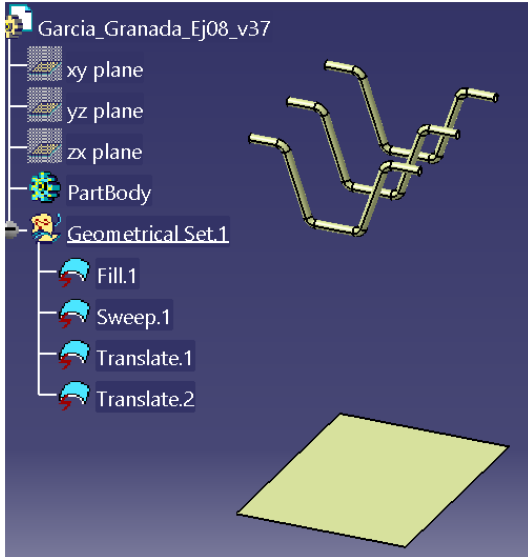 Garcia_Granada_Ej08_v37
xy plane
yz plane
zx plane
PartBody
Geometrical Set.1
Fill.1
Sweep.1
Translate.1
Translate.2